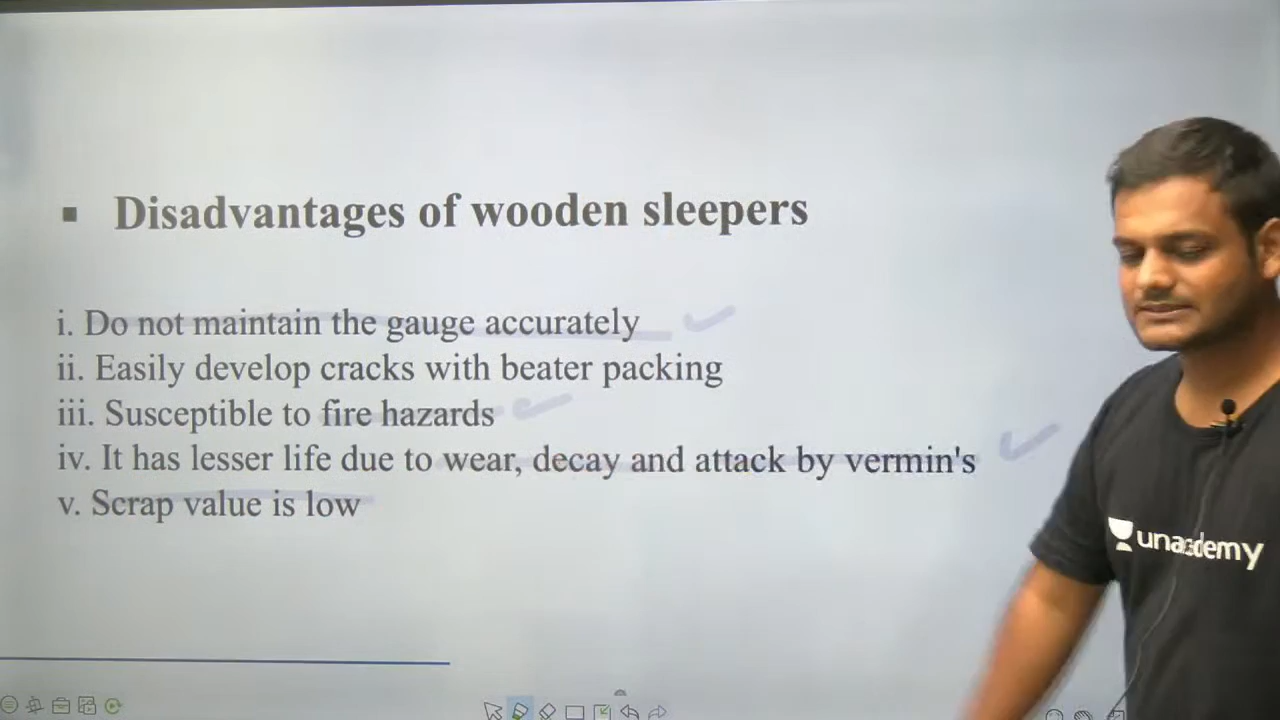 ▪ Disadvantages of wooden sleepers
i. Do not maintain the gauge accurately
ii. Easily develop cracks with beater packing
iii. Susceptible to fire hazards
iv. It has lesser life due to wear, decay and attack by vermin's
v. Scrap value is low
unacademy